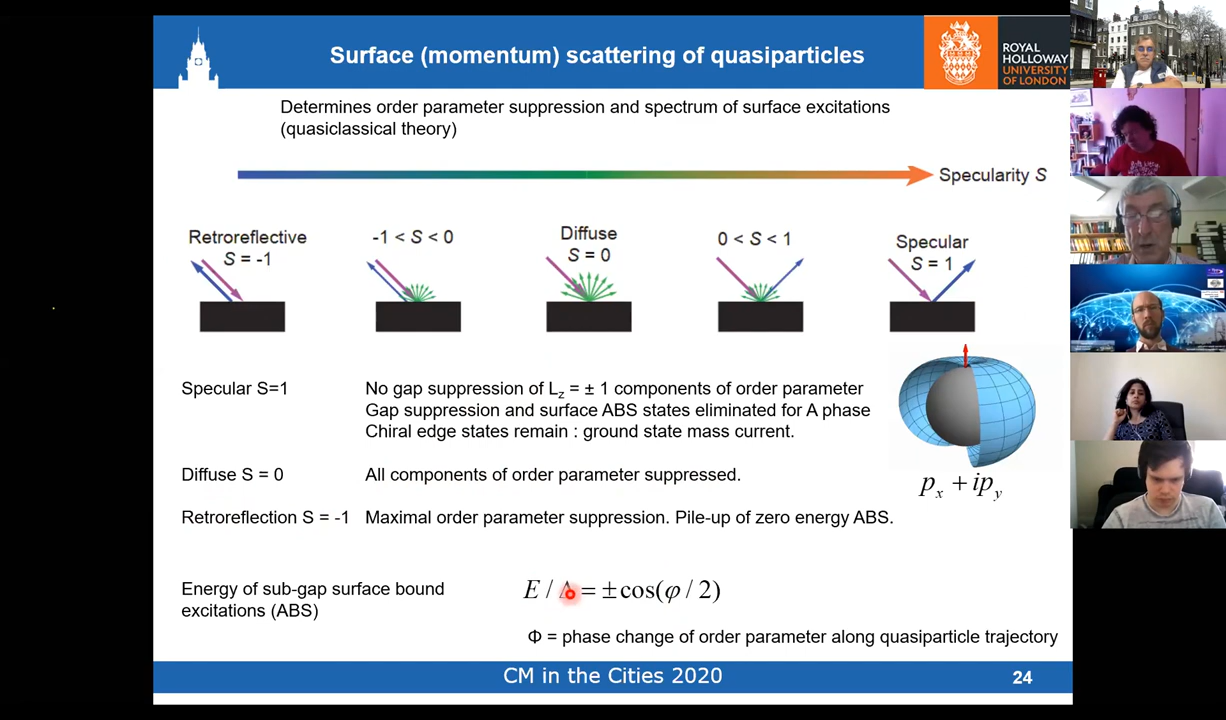 Surface (momentum) scattering of quasiparticles
ROYAL
HOLLOWAY
UNIVERSITY
OF LONDON
Determines order parameter suppression and spectrum of surface excitations
(quasiclassical theory)
Specularity S
Retroreflective
S = -1
-1 < S < 0
Diffuse
S = 0
0 < S < 1
Specular
S = 1
Specular S=1
No gap suppression of Lz = ± 1 components of order parameter
Gap suppression and surface ABS states eliminated for A phase
Chiral edge states remain : ground state mass current.
Diffuse S = 0
All components of order parameter suppressed.
px + ipy
Retroreflection S = -1
Maximal order parameter suppression. Pile-up of zero energy ABS.
Energy of sub-gap surface bound
excitations (ABS)
E / Δ = ± cos(φ / 2)
Φ = phase change of order parameter along quasiparticle trajectory
CM in the Cities 2020
24